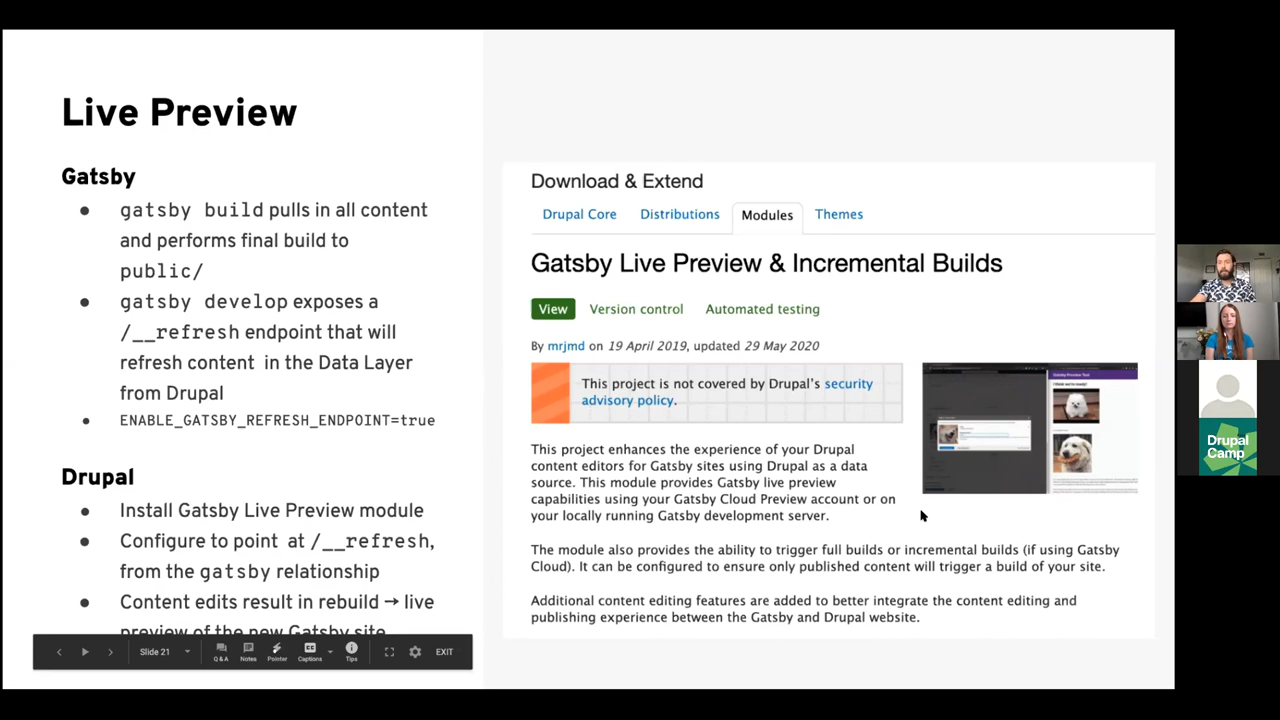 Live Preview
Gatsby
● gatsby build pulls in all content
and performs final build to
public/
● gatsby develop exposes a
/__refresh endpoint that will
refresh content in the Data Layer
from Drupal
● ENABLE_GATSBY_REFRESH_ENDPOINT=true
Drupal
● Install Gatsby Live Preview module
● Configure to point at /__refresh,
from the gatsby relationship
● Content edits result in rebuild → live
preview of the new Gatsby site
Slide 21
Q & A
Notes
Pointer
Captions
Tips
EXIT
Download & Extend
Drupal Core Distributions Modules Themes
Gatsby Live Preview & Incremental Builds
View Version control Automated testing
By mrjmd on 19 April 2019, updated 29 May 2020
This project is not covered by Drupal's security
advisory policy.
This project enhances the experience of your Drupal
content editors for Gatsby sites using Drupal as a data
source. This module provides Gatsby live preview
capabilities using your Gatsby Cloud Preview account or on
your locally running Gatsby development server.
The module also provides the ability to trigger full builds or incremental builds (if using Gatsby
Cloud). It can be configured to ensure only published content will trigger a build of your site.
Additional content editing features are added to better integrate the content editing and
publishing experience between the Gatsby and Drupal website.
Drupal
Camp